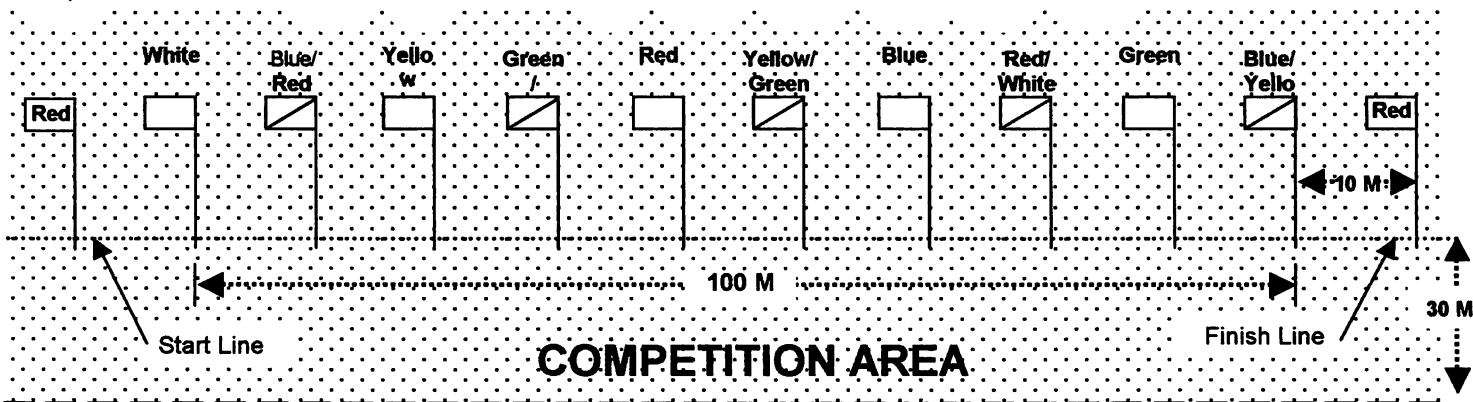 White
Blue/
Red
Yello
w
Green
/
Red
Yellow/
Green
Blue
Red/
White
Green
Blue/
Yello
Red
Red
10 M
100 M
30 M
Start Line
Finish Line
COMPETITION AREA